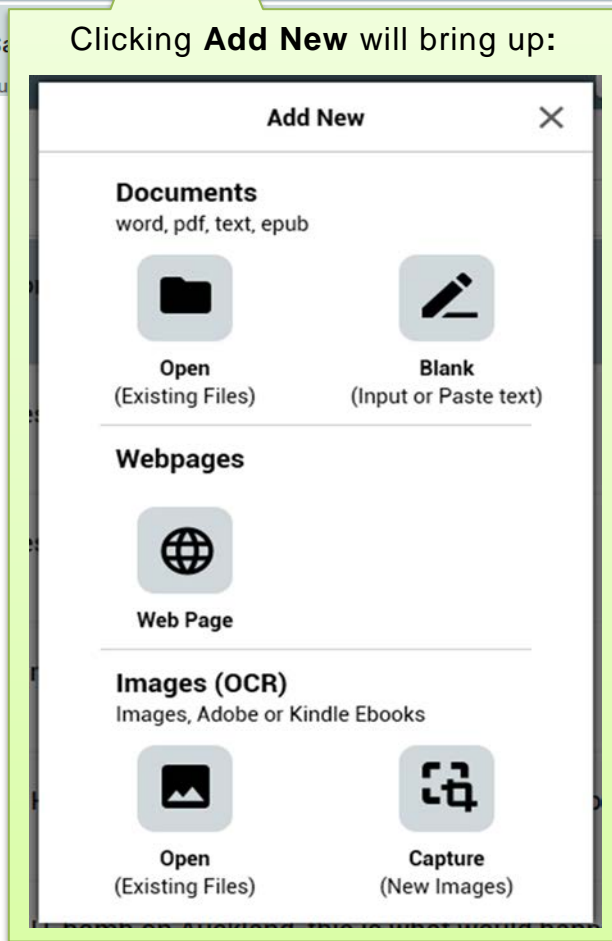 Clicking Add New will bring up:
Add New
Documents
word, pdf, text, epub
Open
(Existing Files)
Blank
(Input or Paste text)
Webpages
Web Page
Images (OCR)
Images, Adobe or Kindle Ebooks
Open
(Existing Files)
Capture
(New Images)